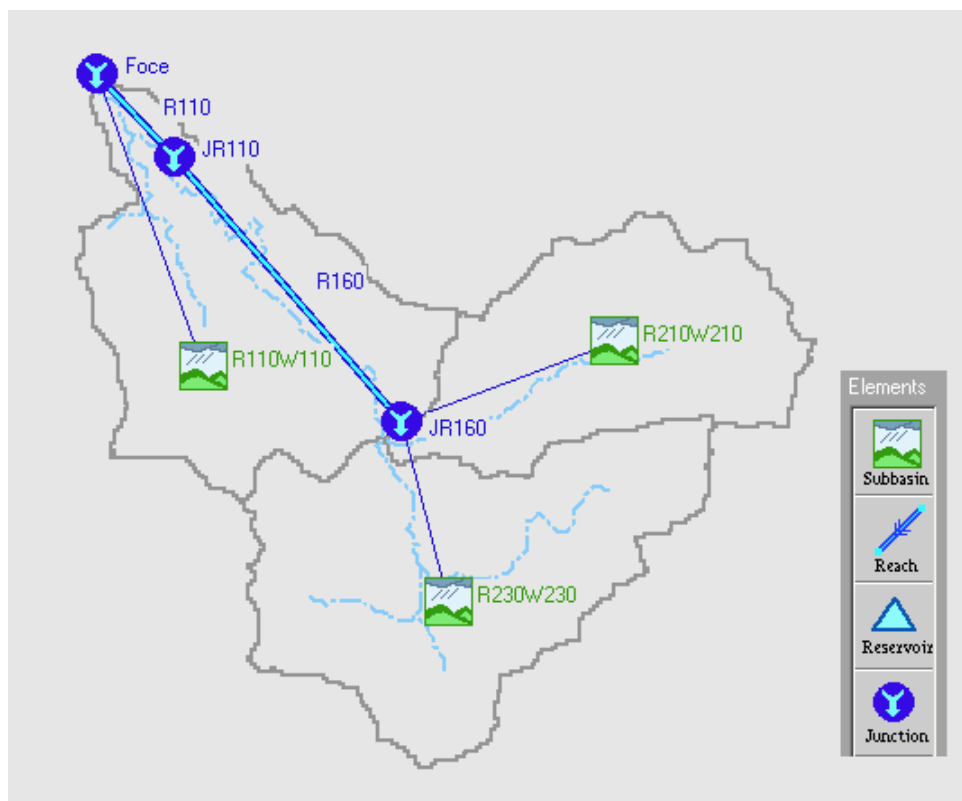 Foce
R110
JR110
R160
R210W210
R110W110
JR160
R230W230
Elements
Subbasin
Reach
Reservoir
Junction